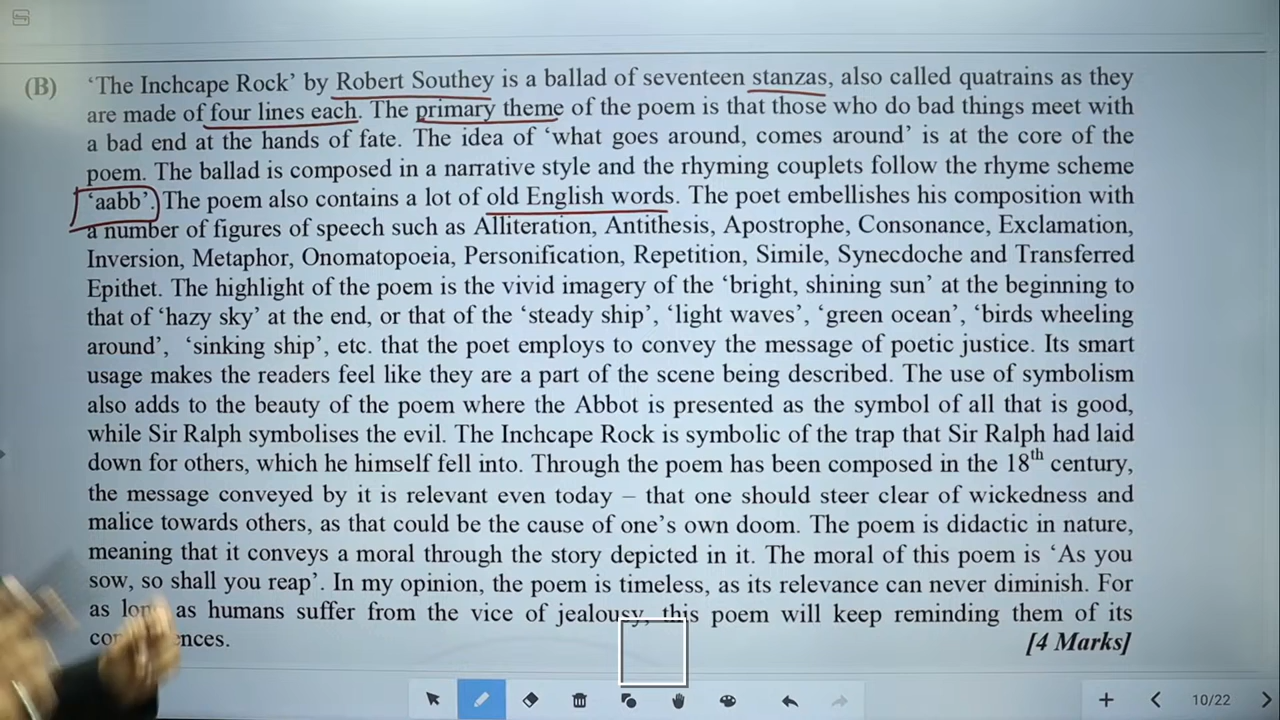 (B) ‘The Inchcape Rock’ by Robert Southey is a ballad of seventeen stanzas, also called quatrains as they
are made of four lines each. The primary theme of the poem is that those who do bad things meet with
a bad end at the hands of fate. The idea of ‘what goes around, comes around’ is at the core of the
poem. The ballad is composed in a narrative style and the rhyming couplets follow the rhyme scheme
‘aabb’. The poem also contains a lot of old English words. The poet embellishes his composition with
a number of figures of speech such as Alliteration, Antithesis, Apostrophe, Consonance, Exclamation,
Inversion, Metaphor, Onomatopoeia, Personification, Repetition, Simile, Synecdoche and Transferred
Epithet. The highlight of the poem is the vivid imagery of the ‘bright, shining sun’ at the beginning to
that of ‘hazy sky’ at the end, or that of the ‘steady ship’, ‘light waves’, ‘green ocean’, ‘birds wheeling
around’, ‘sinking ship’, etc. that the poet employs to convey the message of poetic justice. Its smart
usage makes the readers feel like they are a part of the scene being described. The use of symbolism
also adds to the beauty of the poem where the Abbot is presented as the symbol of all that is good,
while Sir Ralph symbolises the evil. The Inchcape Rock is symbolic of the trap that Sir Ralph had laid
down for others, which he himself fell into. Through the poem has been composed in the 18th century,
the message conveyed by it is relevant even today – that one should steer clear of wickedness and
malice towards others, as that could be the cause of one’s own doom. The poem is didactic in nature,
meaning that it conveys a moral through the story depicted in it. The moral of this poem is ‘As you
sow, so shall you reap’. In my opinion, the poem is timeless, as its relevance can never diminish. For
as long as humans suffer from the vice of jealousy, this poem will keep reminding them of its
[4 Marks]
10/22